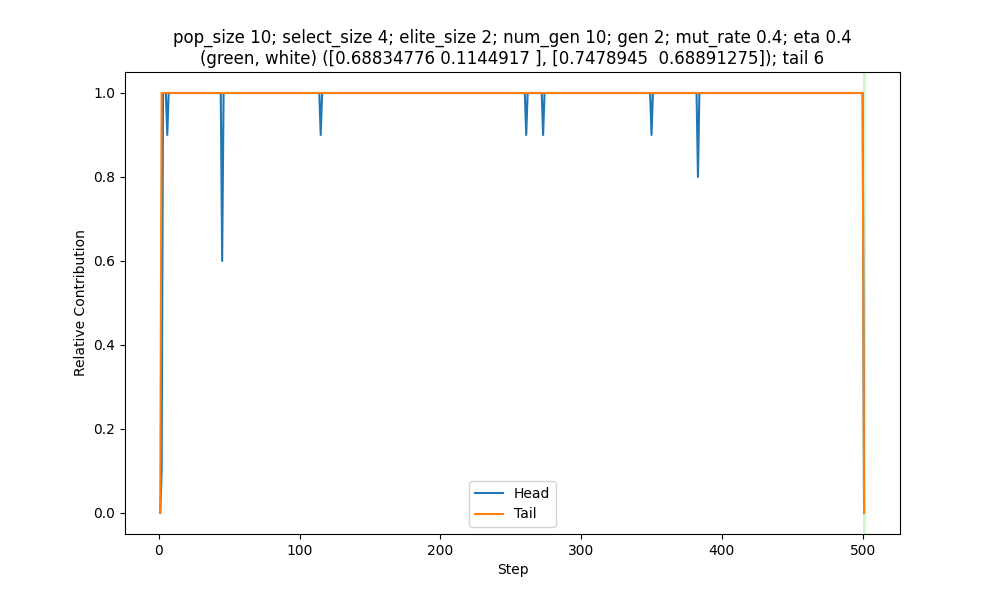 pop_size 10; select_size 4; elite_size 2; num_gen 10; gen 2; mut_rate 0.4; eta 0.4
(green, white) ([0.68834776 0.1144917 ], [0.7478945  0.68891275]); tail 6
1.0
0.8
0.6
0.4
0.2
0.0
Relative Contribution
Head
Tail
0
100
200
300
400
500
Step